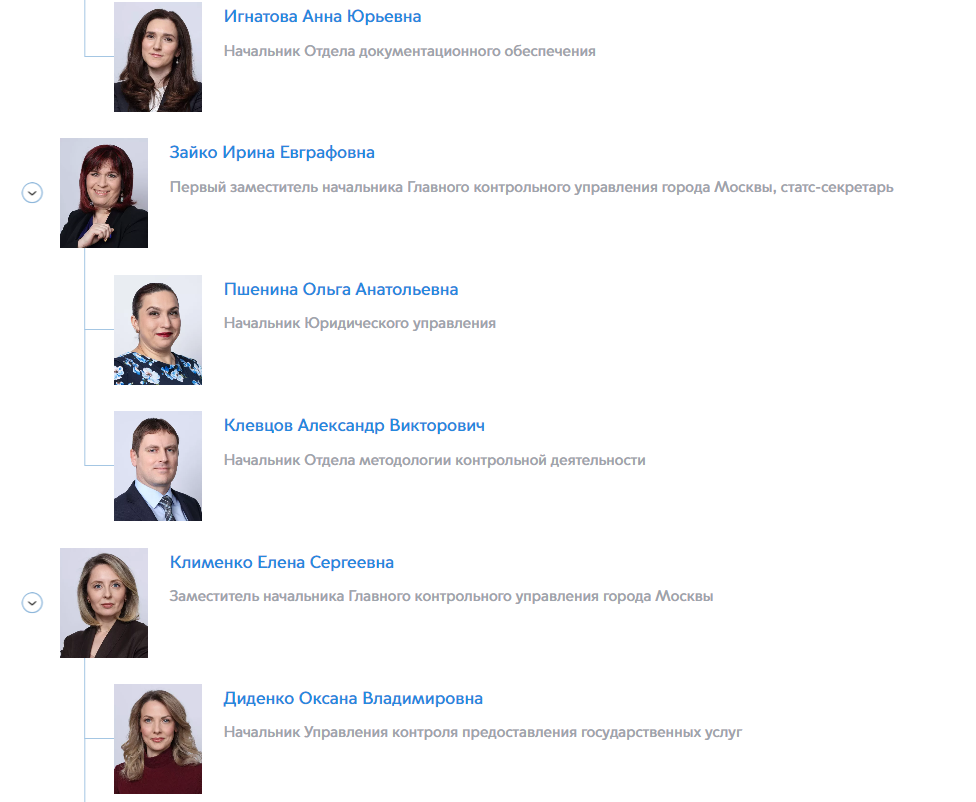 Игнатова Анна Юрьевна
Начальник Отдела документационного обеспечения
Зайко Ирина Евграфовна
Первый заместитель начальника Главного контрольного управления города Москвы, статс-секретарь
Пшенина Ольга Анатольевна
Начальник Юридического управления
Клевцов Александр Викторович
Начальник Отдела методологии контрольной деятельности
Клименко Елена Сергеевна
Заместитель начальника Главного контрольного управления города Москвы
Диденко Оксана Владимировна
Начальник Управления контроля предоставления государственных услуг